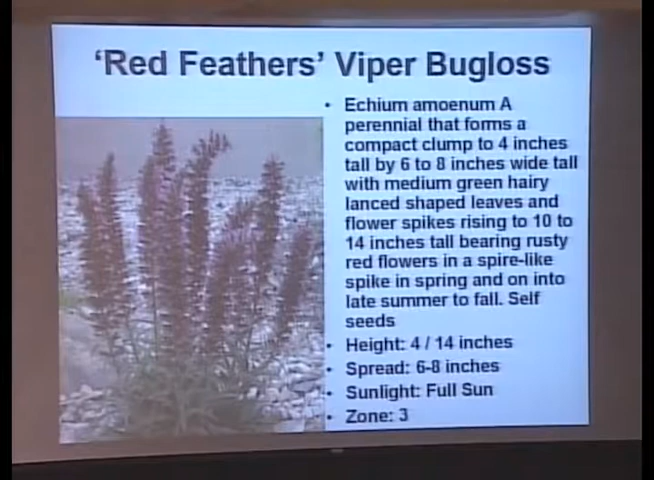 ‘Red Feathers’ Viper Bugloss
• Echium amoenum A
perennial that forms a
compact clump to 4 inches
tall by 6 to 8 inches wide tall
with medium green hairy
lanced shaped leaves and
flower spikes rising to 10 to
14 inches tall bearing rusty
red flowers in a spire-like
spike in spring and on into
late summer to fall. Self
seeds
• Height: 4 / 14 inches
• Spread: 6-8 inches
• Sunlight: Full Sun
• Zone: 3